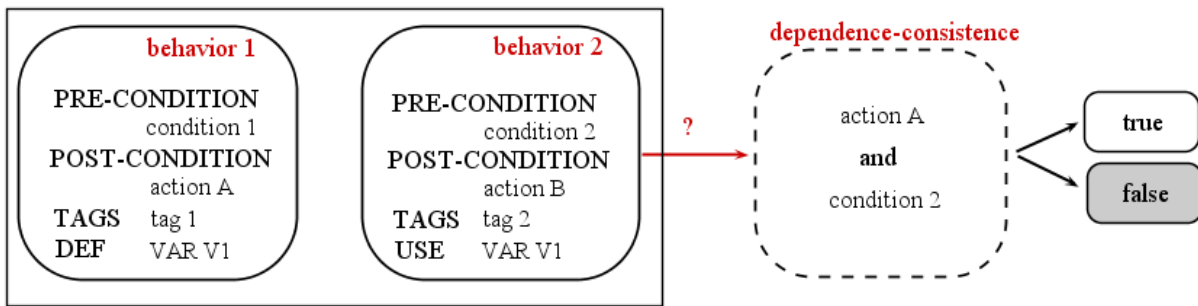 behavior 1
PRE-CONDITION
condition 1
POST-CONDITION
action A
TAGS tag 1
DEF VAR V1
behavior 2
PRE-CONDITION
condition 2
POST-CONDITION
action B
TAGS tag 2
USE VAR V1
?
dependence-consistence
action A
and
condition 2
true
false